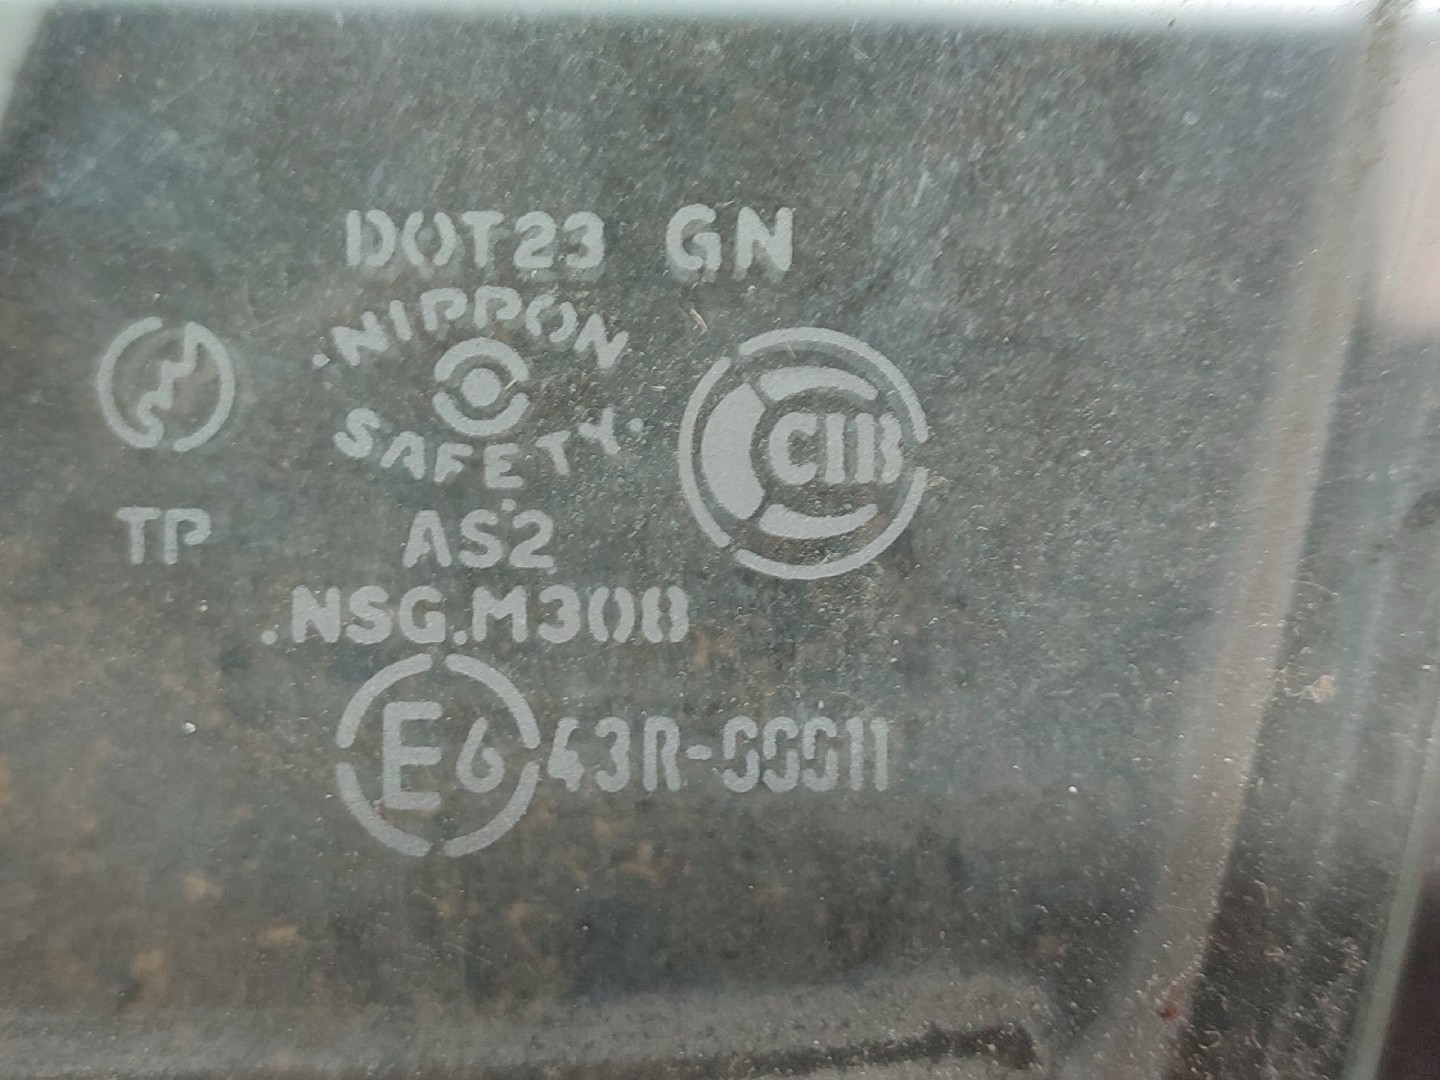 DOT23 GN
NIPPON
SAFETY
CIB
TP
AS2
.NSG.M308
E6 43R-00011